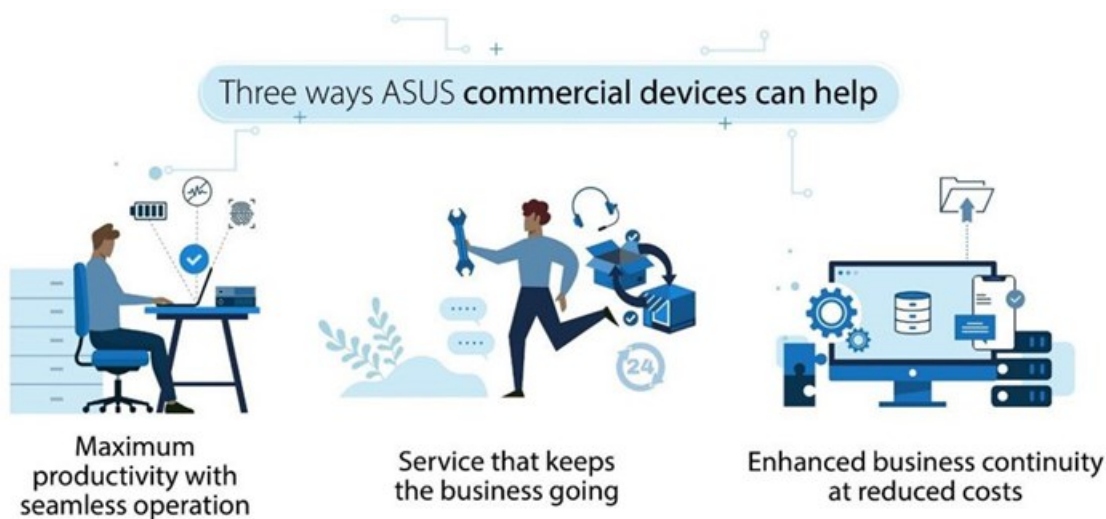 Three ways ASUS commercial devices can help
24
Maximum
productivity with
seamless operation
Service that keeps
the business going
Enhanced business continuity
at reduced costs